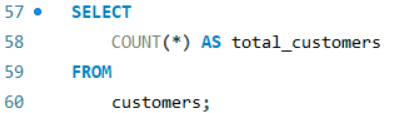 57 SELECT
58 COUNT(*) AS total_customers
59 FROM
60 customers;